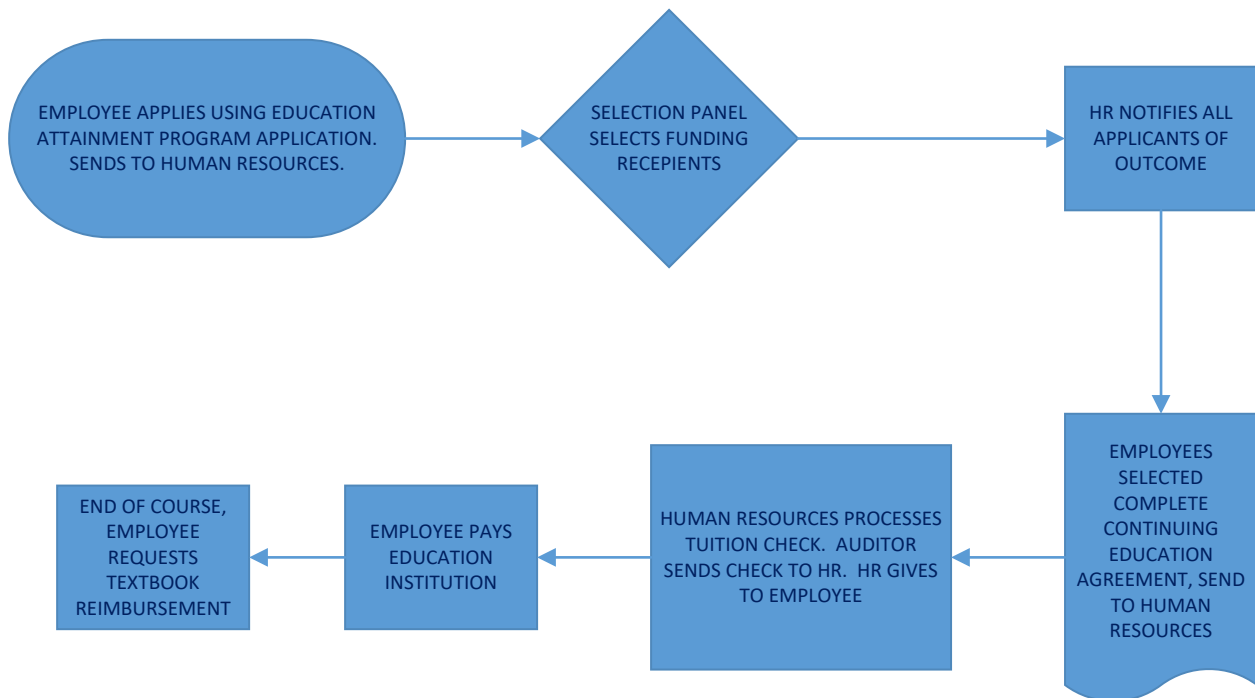 EMPLOYEE APPLIES USING EDUCATION
ATTAINMENT PROGRAM APPLICATION.
SENDS TO HUMAN RESOURCES.
SELECTION PANEL
SELECTS FUNDING
RECEPIENTS
HR NOTIFIES ALL
APPLICANTS OF
OUTCOME
EMPLOYEES
SELECTED
COMPLETE
CONTINUING
EDUCATION
AGREEMENT, SEND
TO HUMAN
RESOURCES
HUMAN RESOURCES PROCESSES
TUITION CHECK.  AUDITOR
SENDS CHECK TO HR.  HR GIVES
TO EMPLOYEE
EMPLOYEE PAYS
EDUCATION
INSTITUTION
END OF COURSE,
EMPLOYEE
REQUESTS
TEXTBOOK
REIMBURSEMENT